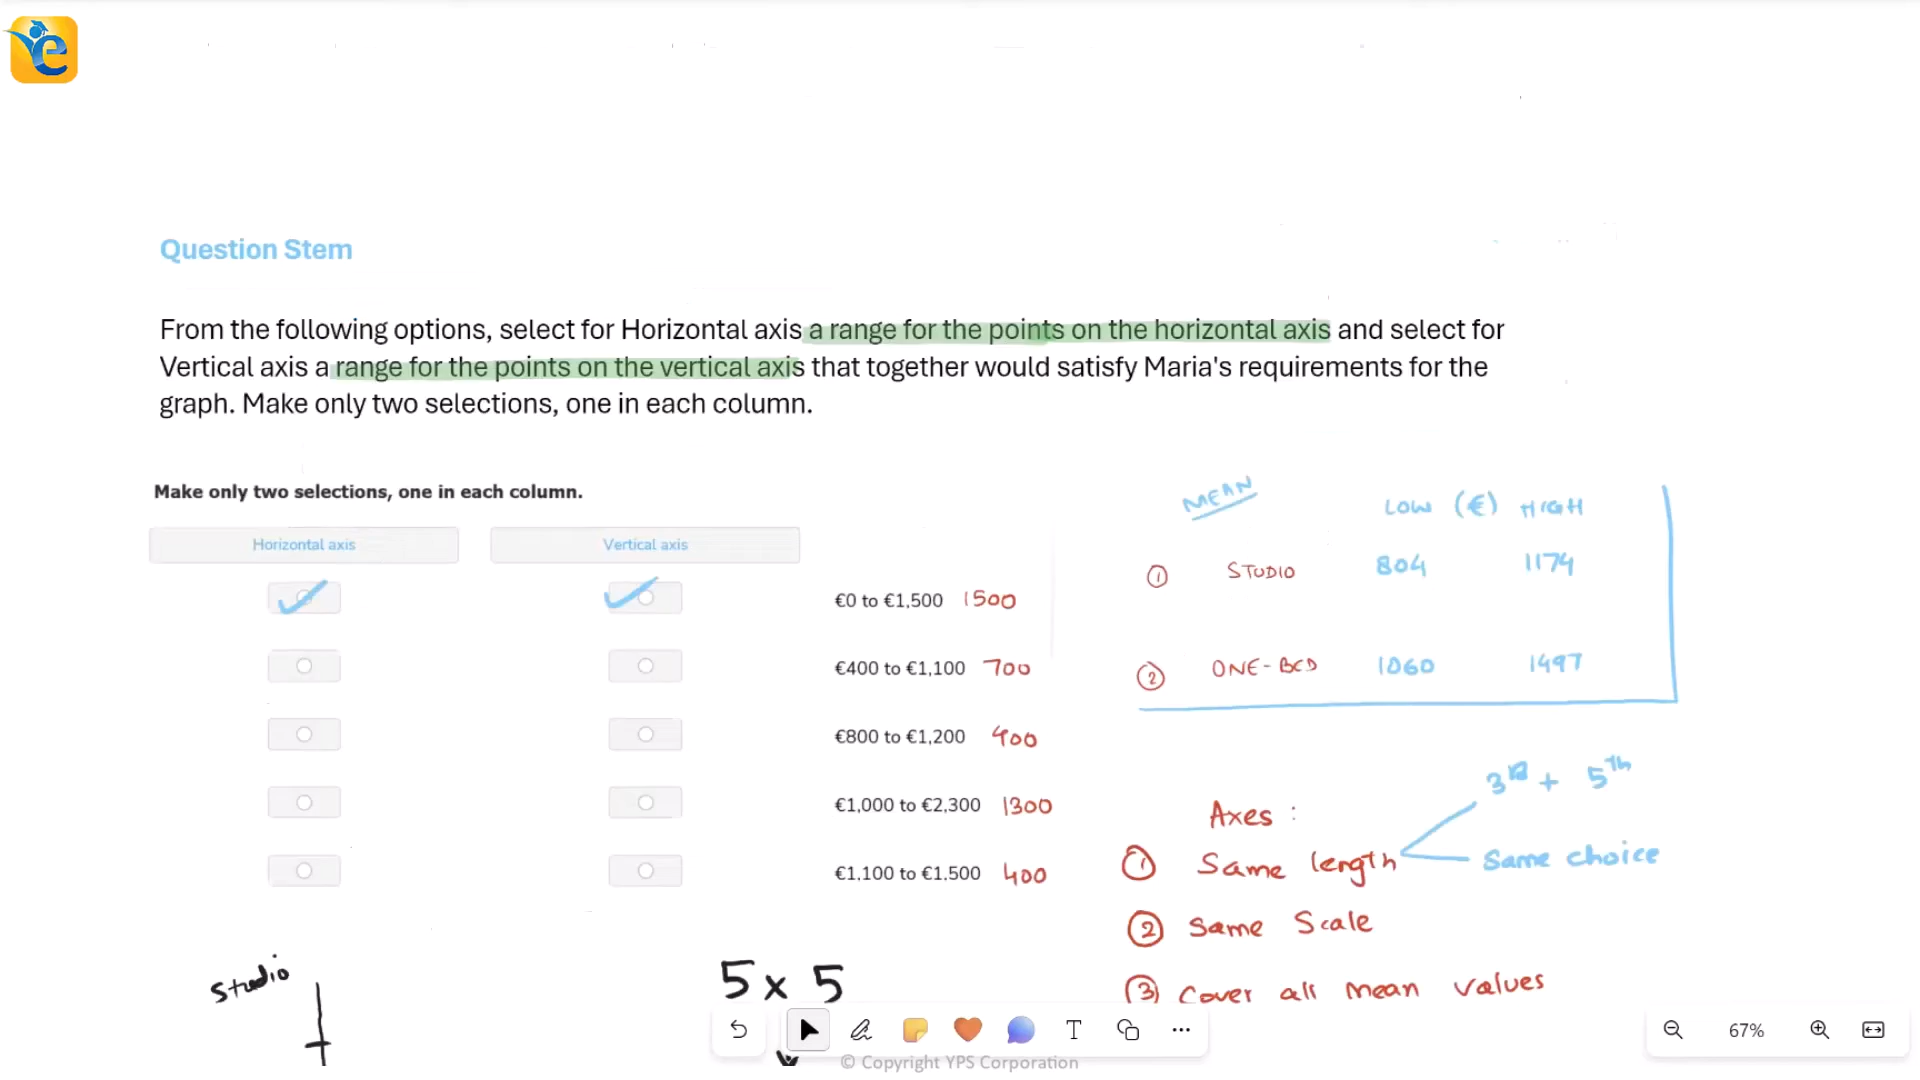 e
Question Stem
From the following options, select for Horizontal axis a range for the points on the horizontal axis and select for
Vertical axis a range for the points on the vertical axis that together would satisfy Maria's requirements for the
graph. Make only two selections, one in each column.
Make only two selections, one in each column.
Horizontal axis
Vertical axis
€0 to €1,500 1500
€400 to €1,100 700
€800 to €1,200 400
€1,000 to €2,300 1300
€1,100 to €1,500 400
MEAN LOW (€) HIGH
1 STUDIO 804 1174
2 ONE-BED 1060 1497
3rd + 5th
Axes :
1 Same length Same choice
2 Same Scale
3 Cover all mean values
Studio
5 x 5
T
67%
© Copyright YPS Corporation